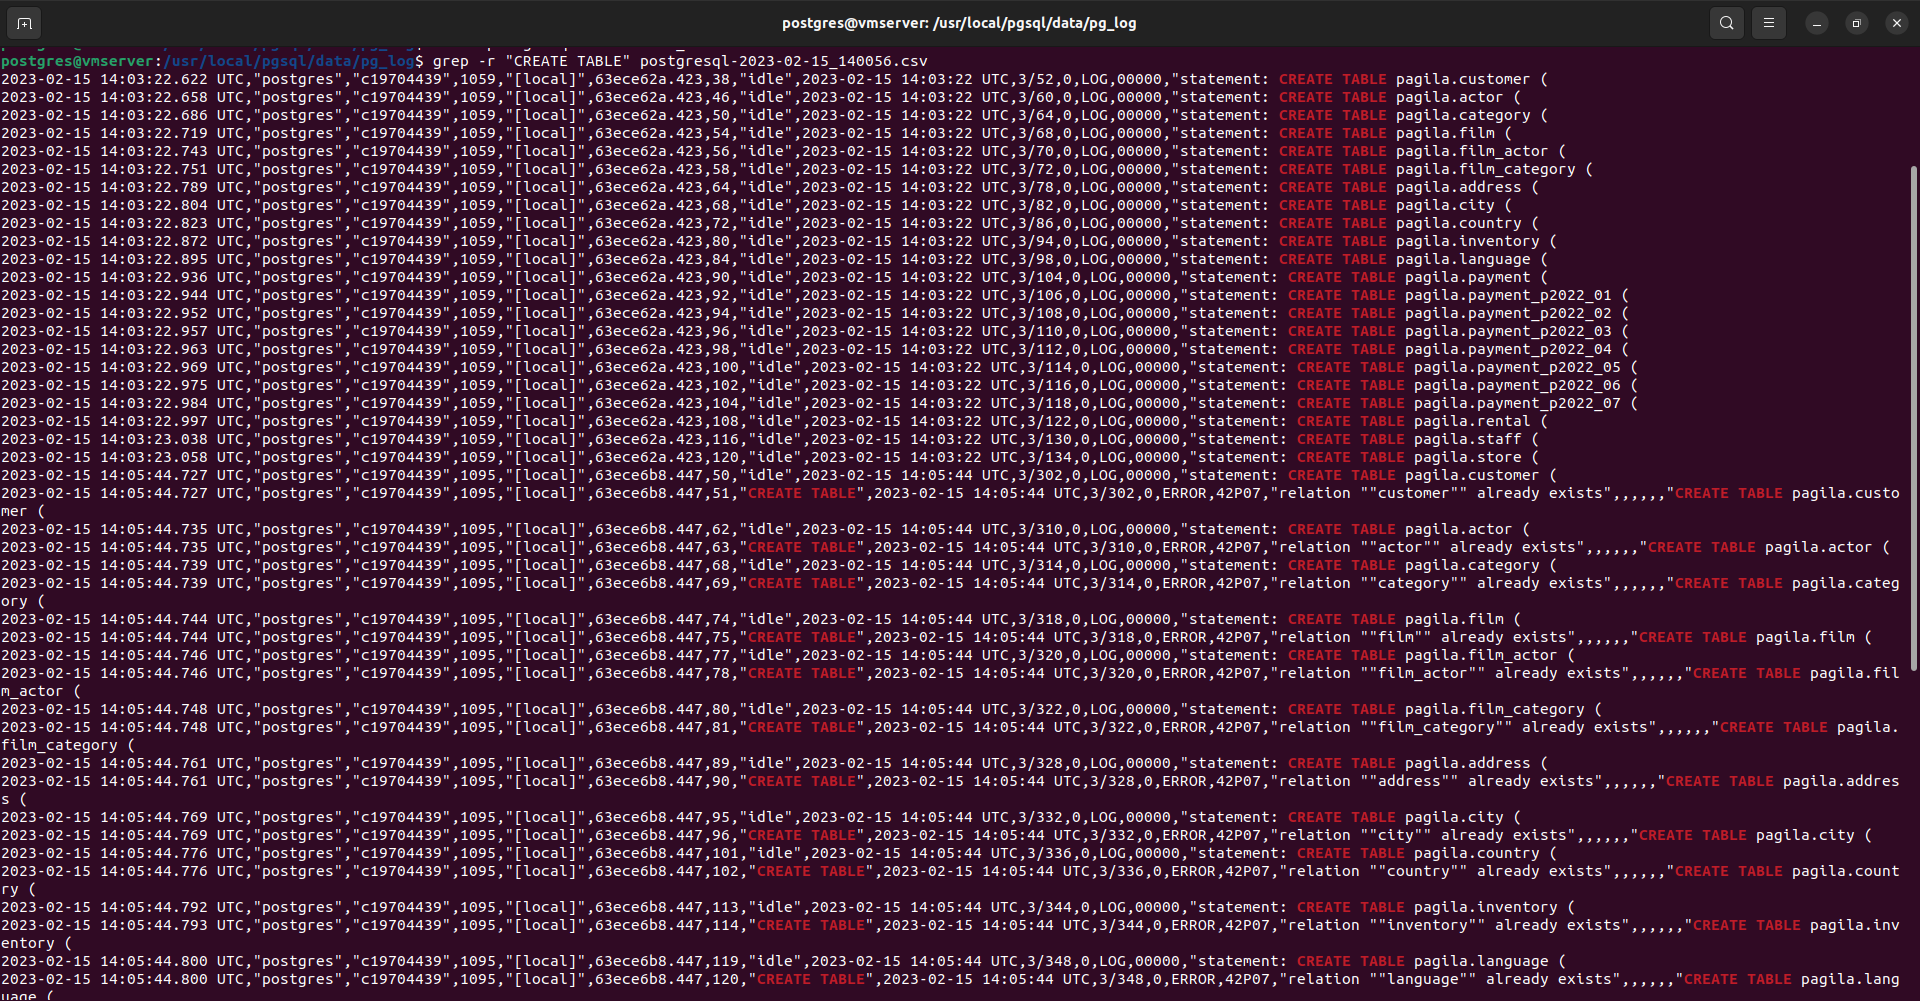 postgres@vmserver: /usr/local/pgsql/data/pg_log
postgres@vmserver:/usr/local/pgsql/data/pg_log$ grep -r "CREATE TABLE" postgresql-2023-02-15_140056.csv
2023-02-15 14:03:22.622 UTC,"postgres","c19704439",1059,"[local]",63ece62a.423,38,"idle",2023-02-15 14:03:22 UTC,3/52,0,LOG,00000,"statement: CREATE TABLE pagila.customer (
2023-02-15 14:03:22.658 UTC,"postgres","c19704439",1059,"[local]",63ece62a.423,46,"idle",2023-02-15 14:03:22 UTC,3/60,0,LOG,00000,"statement: CREATE TABLE pagila.actor (
2023-02-15 14:03:22.686 UTC,"postgres","c19704439",1059,"[local]",63ece62a.423,50,"idle",2023-02-15 14:03:22 UTC,3/64,0,LOG,00000,"statement: CREATE TABLE pagila.category (
2023-02-15 14:03:22.719 UTC,"postgres","c19704439",1059,"[local]",63ece62a.423,54,"idle",2023-02-15 14:03:22 UTC,3/68,0,LOG,00000,"statement: CREATE TABLE pagila.film (
2023-02-15 14:03:22.743 UTC,"postgres","c19704439",1059,"[local]",63ece62a.423,56,"idle",2023-02-15 14:03:22 UTC,3/70,0,LOG,00000,"statement: CREATE TABLE pagila.film_actor (
2023-02-15 14:03:22.751 UTC,"postgres","c19704439",1059,"[local]",63ece62a.423,58,"idle",2023-02-15 14:03:22 UTC,3/72,0,LOG,00000,"statement: CREATE TABLE pagila.film_category (
2023-02-15 14:03:22.789 UTC,"postgres","c19704439",1059,"[local]",63ece62a.423,64,"idle",2023-02-15 14:03:22 UTC,3/78,0,LOG,00000,"statement: CREATE TABLE pagila.address (
2023-02-15 14:03:22.804 UTC,"postgres","c19704439",1059,"[local]",63ece62a.423,68,"idle",2023-02-15 14:03:22 UTC,3/82,0,LOG,00000,"statement: CREATE TABLE pagila.city (
2023-02-15 14:03:22.823 UTC,"postgres","c19704439",1059,"[local]",63ece62a.423,72,"idle",2023-02-15 14:03:22 UTC,3/86,0,LOG,00000,"statement: CREATE TABLE pagila.country (
2023-02-15 14:03:22.872 UTC,"postgres","c19704439",1059,"[local]",63ece62a.423,80,"idle",2023-02-15 14:03:22 UTC,3/94,0,LOG,00000,"statement: CREATE TABLE pagila.inventory (
2023-02-15 14:03:22.895 UTC,"postgres","c19704439",1059,"[local]",63ece62a.423,84,"idle",2023-02-15 14:03:22 UTC,3/98,0,LOG,00000,"statement: CREATE TABLE pagila.language (
2023-02-15 14:03:22.936 UTC,"postgres","c19704439",1059,"[local]",63ece62a.423,90,"idle",2023-02-15 14:03:22 UTC,3/104,0,LOG,00000,"statement: CREATE TABLE pagila.payment (
2023-02-15 14:03:22.944 UTC,"postgres","c19704439",1059,"[local]",63ece62a.423,92,"idle",2023-02-15 14:03:22 UTC,3/106,0,LOG,00000,"statement: CREATE TABLE pagila.payment_p2022_01 (
2023-02-15 14:03:22.952 UTC,"postgres","c19704439",1059,"[local]",63ece62a.423,94,"idle",2023-02-15 14:03:22 UTC,3/108,0,LOG,00000,"statement: CREATE TABLE pagila.payment_p2022_02 (
2023-02-15 14:03:22.957 UTC,"postgres","c19704439",1059,"[local]",63ece62a.423,96,"idle",2023-02-15 14:03:22 UTC,3/110,0,LOG,00000,"statement: CREATE TABLE pagila.payment_p2022_03 (
2023-02-15 14:03:22.963 UTC,"postgres","c19704439",1059,"[local]",63ece62a.423,98,"idle",2023-02-15 14:03:22 UTC,3/112,0,LOG,00000,"statement: CREATE TABLE pagila.payment_p2022_04 (
2023-02-15 14:03:22.969 UTC,"postgres","c19704439",1059,"[local]",63ece62a.423,100,"idle",2023-02-15 14:03:22 UTC,3/114,0,LOG,00000,"statement: CREATE TABLE pagila.payment_p2022_05 (
2023-02-15 14:03:22.975 UTC,"postgres","c19704439",1059,"[local]",63ece62a.423,102,"idle",2023-02-15 14:03:22 UTC,3/116,0,LOG,00000,"statement: CREATE TABLE pagila.payment_p2022_06 (
2023-02-15 14:03:22.984 UTC,"postgres","c19704439",1059,"[local]",63ece62a.423,104,"idle",2023-02-15 14:03:22 UTC,3/118,0,LOG,00000,"statement: CREATE TABLE pagila.payment_p2022_07 (
2023-02-15 14:03:22.997 UTC,"postgres","c19704439",1059,"[local]",63ece62a.423,108,"idle",2023-02-15 14:03:22 UTC,3/122,0,LOG,00000,"statement: CREATE TABLE pagila.rental (
2023-02-15 14:03:23.038 UTC,"postgres","c19704439",1059,"[local]",63ece62a.423,116,"idle",2023-02-15 14:03:22 UTC,3/130,0,LOG,00000,"statement: CREATE TABLE pagila.staff (
2023-02-15 14:03:23.058 UTC,"postgres","c19704439",1059,"[local]",63ece62a.423,120,"idle",2023-02-15 14:03:22 UTC,3/134,0,LOG,00000,"statement: CREATE TABLE pagila.store (
2023-02-15 14:05:44.727 UTC,"postgres","c19704439",1095,"[local]",63ece6b8.447,50,"idle",2023-02-15 14:05:44 UTC,3/302,0,LOG,00000,"statement: CREATE TABLE pagila.customer (
2023-02-15 14:05:44.727 UTC,"postgres","c19704439",1095,"[local]",63ece6b8.447,51,"CREATE TABLE",2023-02-15 14:05:44 UTC,3/302,0,ERROR,42P07,"relation ""customer"" already exists",,,,,,"CREATE TABLE pagila.custo
mer (
2023-02-15 14:05:44.735 UTC,"postgres","c19704439",1095,"[local]",63ece6b8.447,62,"idle",2023-02-15 14:05:44 UTC,3/310,0,LOG,00000,"statement: CREATE TABLE pagila.actor (
2023-02-15 14:05:44.735 UTC,"postgres","c19704439",1095,"[local]",63ece6b8.447,63,"CREATE TABLE",2023-02-15 14:05:44 UTC,3/310,0,ERROR,42P07,"relation ""actor"" already exists",,,,,,"CREATE TABLE pagila.actor (
2023-02-15 14:05:44.739 UTC,"postgres","c19704439",1095,"[local]",63ece6b8.447,68,"idle",2023-02-15 14:05:44 UTC,3/314,0,LOG,00000,"statement: CREATE TABLE pagila.category (
2023-02-15 14:05:44.739 UTC,"postgres","c19704439",1095,"[local]",63ece6b8.447,69,"CREATE TABLE",2023-02-15 14:05:44 UTC,3/314,0,ERROR,42P07,"relation ""category"" already exists",,,,,,"CREATE TABLE pagila.categ
ory (
2023-02-15 14:05:44.744 UTC,"postgres","c19704439",1095,"[local]",63ece6b8.447,74,"idle",2023-02-15 14:05:44 UTC,3/318,0,LOG,00000,"statement: CREATE TABLE pagila.film (
2023-02-15 14:05:44.744 UTC,"postgres","c19704439",1095,"[local]",63ece6b8.447,75,"CREATE TABLE",2023-02-15 14:05:44 UTC,3/318,0,ERROR,42P07,"relation ""film"" already exists",,,,,,"CREATE TABLE pagila.film (
2023-02-15 14:05:44.746 UTC,"postgres","c19704439",1095,"[local]",63ece6b8.447,77,"idle",2023-02-15 14:05:44 UTC,3/320,0,LOG,00000,"statement: CREATE TABLE pagila.film_actor (
2023-02-15 14:05:44.746 UTC,"postgres","c19704439",1095,"[local]",63ece6b8.447,78,"CREATE TABLE",2023-02-15 14:05:44 UTC,3/320,0,ERROR,42P07,"relation ""film_actor"" already exists",,,,,,"CREATE TABLE pagila.fil
m_actor (
2023-02-15 14:05:44.748 UTC,"postgres","c19704439",1095,"[local]",63ece6b8.447,80,"idle",2023-02-15 14:05:44 UTC,3/322,0,LOG,00000,"statement: CREATE TABLE pagila.film_category (
2023-02-15 14:05:44.748 UTC,"postgres","c19704439",1095,"[local]",63ece6b8.447,81,"CREATE TABLE",2023-02-15 14:05:44 UTC,3/322,0,ERROR,42P07,"relation ""film_category"" already exists",,,,,,"CREATE TABLE pagila.
film_category (
2023-02-15 14:05:44.761 UTC,"postgres","c19704439",1095,"[local]",63ece6b8.447,89,"idle",2023-02-15 14:05:44 UTC,3/328,0,LOG,00000,"statement: CREATE TABLE pagila.address (
2023-02-15 14:05:44.761 UTC,"postgres","c19704439",1095,"[local]",63ece6b8.447,90,"CREATE TABLE",2023-02-15 14:05:44 UTC,3/328,0,ERROR,42P07,"relation ""address"" already exists",,,,,,"CREATE TABLE pagila.addres
s (
2023-02-15 14:05:44.769 UTC,"postgres","c19704439",1095,"[local]",63ece6b8.447,95,"idle",2023-02-15 14:05:44 UTC,3/332,0,LOG,00000,"statement: CREATE TABLE pagila.city (
2023-02-15 14:05:44.769 UTC,"postgres","c19704439",1095,"[local]",63ece6b8.447,96,"CREATE TABLE",2023-02-15 14:05:44 UTC,3/332,0,ERROR,42P07,"relation ""city"" already exists",,,,,,"CREATE TABLE pagila.city (
2023-02-15 14:05:44.776 UTC,"postgres","c19704439",1095,"[local]",63ece6b8.447,101,"idle",2023-02-15 14:05:44 UTC,3/336,0,LOG,00000,"statement: CREATE TABLE pagila.country (
2023-02-15 14:05:44.776 UTC,"postgres","c19704439",1095,"[local]",63ece6b8.447,102,"CREATE TABLE",2023-02-15 14:05:44 UTC,3/336,0,ERROR,42P07,"relation ""country"" already exists",,,,,,"CREATE TABLE pagila.count
ry (
2023-02-15 14:05:44.792 UTC,"postgres","c19704439",1095,"[local]",63ece6b8.447,113,"idle",2023-02-15 14:05:44 UTC,3/344,0,LOG,00000,"statement: CREATE TABLE pagila.inventory (
2023-02-15 14:05:44.793 UTC,"postgres","c19704439",1095,"[local]",63ece6b8.447,114,"CREATE TABLE",2023-02-15 14:05:44 UTC,3/344,0,ERROR,42P07,"relation ""inventory"" already exists",,,,,,"CREATE TABLE pagila.inv
entory (
2023-02-15 14:05:44.800 UTC,"postgres","c19704439",1095,"[local]",63ece6b8.447,119,"idle",2023-02-15 14:05:44 UTC,3/348,0,LOG,00000,"statement: CREATE TABLE pagila.language (
2023-02-15 14:05:44.800 UTC,"postgres","c19704439",1095,"[local]",63ece6b8.447,120,"CREATE TABLE",2023-02-15 14:05:44 UTC,3/348,0,ERROR,42P07,"relation ""language"" already exists",,,,,,"CREATE TABLE pagila.lang
uage (